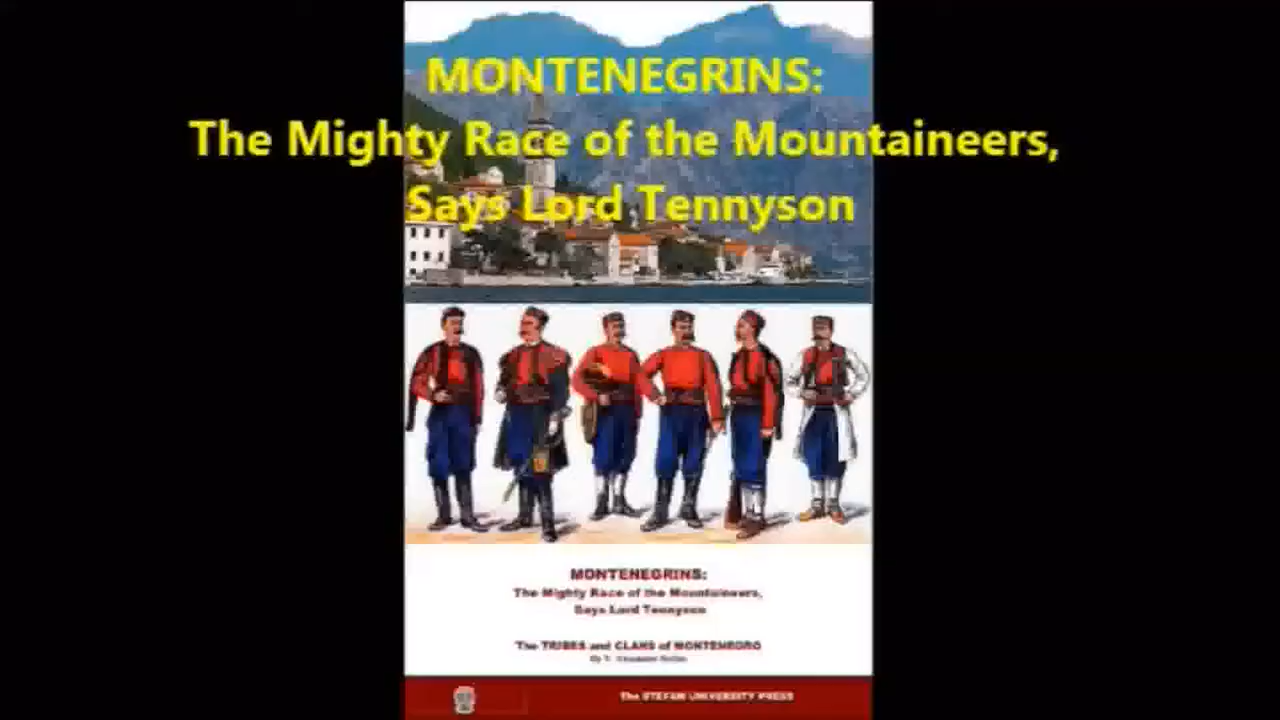 MONTENEGRINS:
The Mighty Race of the Mountaineers,
Says Lord Tennyson
MONTENEGRINS:
The Mighty Race of the Mountaineers,
Says Lord Tennyson
The TRIBES and CLANS of MONTENEGRO
The STEFAN UNIVERSITY PRESS